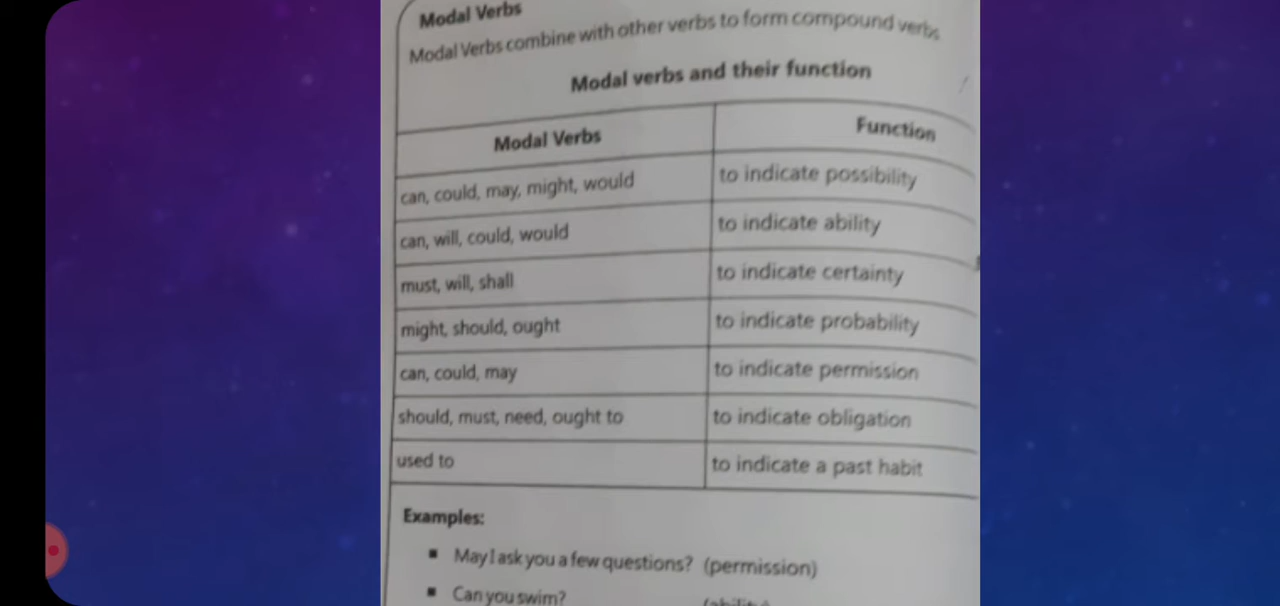 Modal Verbs
Modal Verbs combine with other verbs to form compound verbs
Modal verbs and their function
Modal Verbs Function
can, could, may, might, would to indicate possibility
can, will, could, would to indicate ability
must, will, shall to indicate certainty
might, should, ought to indicate probability
can, could, may to indicate permission
should, must, need, ought to to indicate obligation
used to to indicate a past habit
Examples:
▪ May I ask you a few questions? (permission)
▪ Can you swim? (ability)